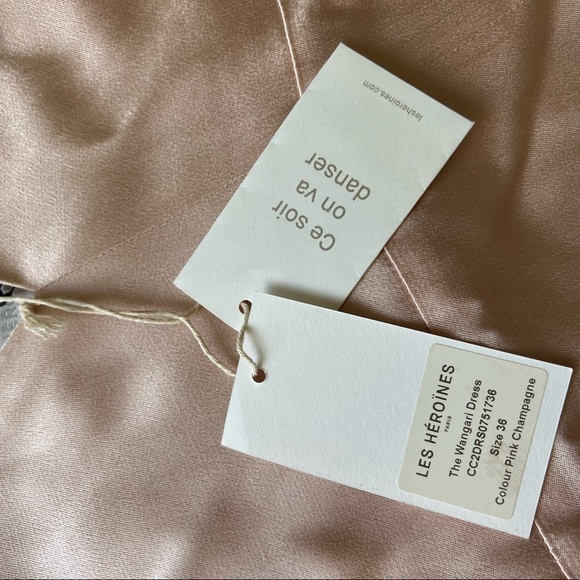 lesheroines.com
Ce soir
on va
danser
LES HÉROÏNES
PARIS
The Wangari Dress
CC2DRS0751736
Size 36
Colour Pink Champagne